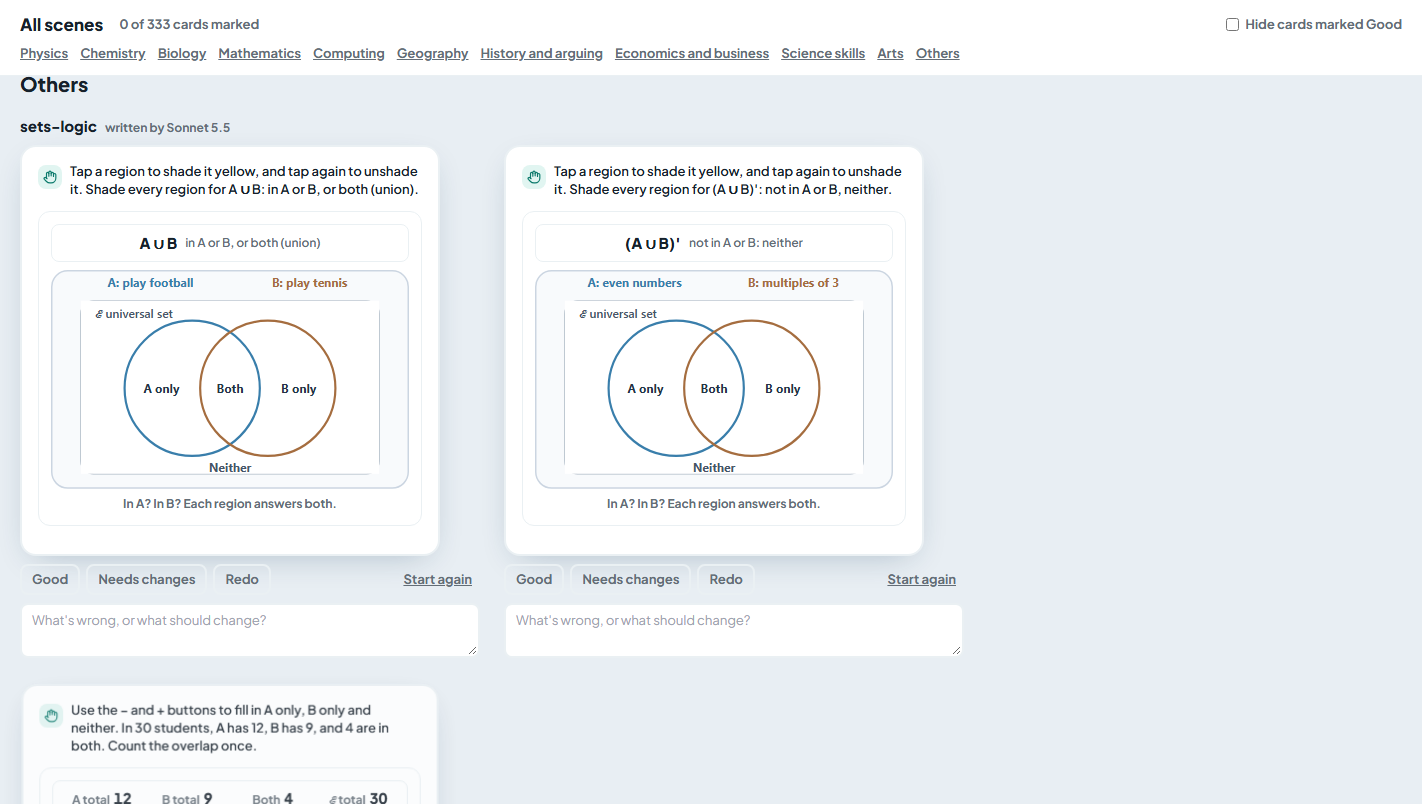 All scenes 0 of 333 cards marked
Hide cards marked Good
Physics Chemistry Biology Mathematics Computing Geography History and arguing Economics and business Science skills Arts Others
Others
sets-logic written by Sonnet 5.5
Tap a region to shade it yellow, and tap again to unshade
it. Shade every region for A ∪ B: in A or B, or both (union).
A ∪ B in A or B, or both (union)
A: play football B: play tennis
ℰ universal set
A only Both B only
Neither
In A? In B? Each region answers both.
Good Needs changes Redo Start again
What's wrong, or what should change?
Tap a region to shade it yellow, and tap again to unshade
it. Shade every region for (A ∪ B)′: not in A or B, neither.
(A ∪ B)′ not in A or B: neither
A: even numbers B: multiples of 3
ℰ universal set
A only Both B only
Neither
In A? In B? Each region answers both.
Good Needs changes Redo Start again
What's wrong, or what should change?
Use the − and + buttons to fill in A only, B only and
neither. In 30 students, A has 12, B has 9, and 4 are in
both. Count the overlap once.
A total 12 B total 9 Both 4 ℰ total 30